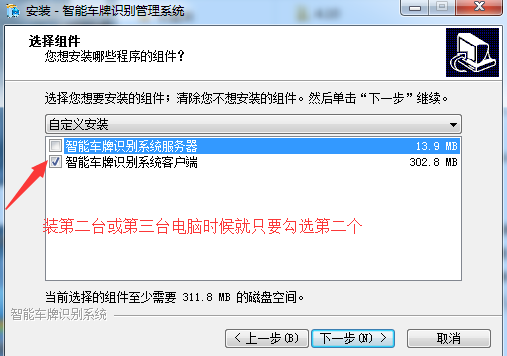 安装 - 智能车牌识别管理系统
选择组件
您想安装哪些程序的组件？
选择您想要安装的组件；清除您不想安装的组件。然后单击“下一步”继续。
自定义安装
智能车牌识别系统服务器 13.9 MB
智能车牌识别系统客户端 302.8 MB
装第二台或第三台电脑时候就只要勾选第二个
当前选择的组件至少需要 311.8 MB 的磁盘空间。
智能车牌识别系统
< 上一步(B) 下一步(N) > 取消